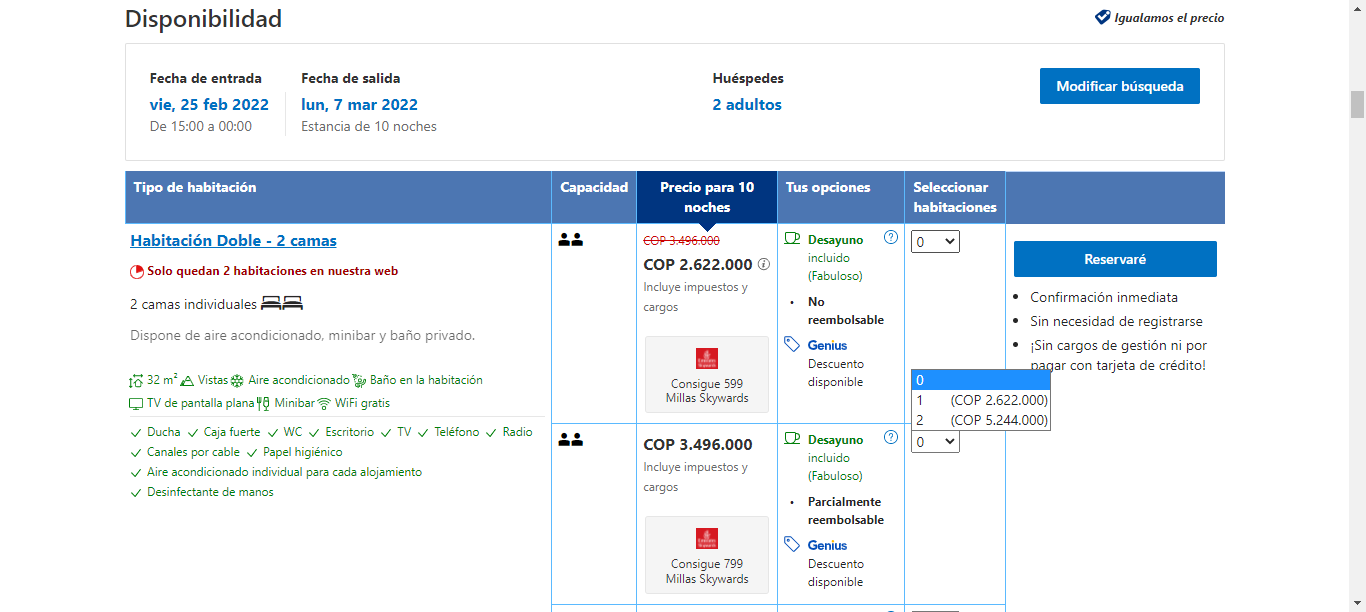 Disponibilidad
Igualamos el precio
Fecha de entrada
vie, 25 feb 2022
De 15:00 a 00:00
Fecha de salida
lun, 7 mar 2022
Estancia de 10 noches
Huéspedes
2 adultos
Modificar búsqueda
Tipo de habitación
Capacidad
Precio para 10
noches
Tus opciones
Seleccionar
habitaciones
Habitación Doble - 2 camas
Solo quedan 2 habitaciones en nuestra web
2 camas individuales
Dispone de aire acondicionado, minibar y baño privado.
32 m² Vistas Aire acondicionado Baño en la habitación
TV de pantalla plana Minibar WiFi gratis
Ducha Caja fuerte WC Escritorio TV Teléfono Radio
Canales por cable Papel higiénico
Aire acondicionado individual para cada alojamiento
Desinfectante de manos
COP 3.496.000
COP 2.622.000
Incluye impuestos y
cargos
Consigue 599
Millas Skywards
Desayuno
incluido
(Fabuloso)
?
• No
reembolsable
Genius
Descuento
disponible
0
Reservaré
• Confirmación inmediata
• Sin necesidad de registrarse
• ¡Sin cargos de gestión ni por
pagar con tarjeta de crédito!
0
1 (COP 2.622.000)
2 (COP 5.244.000)
COP 3.496.000
Incluye impuestos y
cargos
Consigue 799
Millas Skywards
Desayuno
incluido
(Fabuloso)
?
• Parcialmente
reembolsable
Genius
Descuento
disponible
0